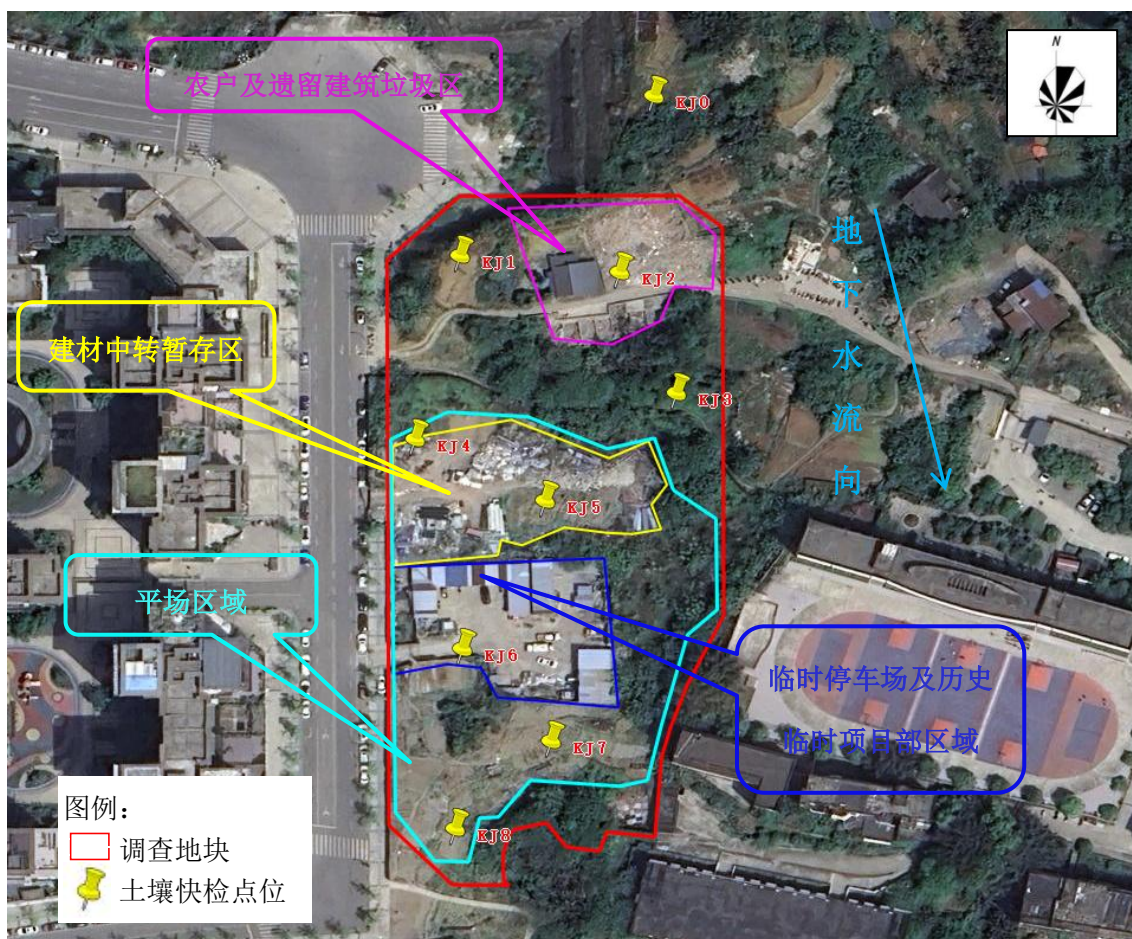 农户及遗留建筑垃圾区
N
KJ0
KJ1
KJ2
地
下
水
流
向
建材中转暂存区
KJ3
KJ4
KJ5
平场区域
KJ6
临时停车场及历史
临时项目部区域
KJ7
KJ8
图例：
调查地块
土壤快检点位